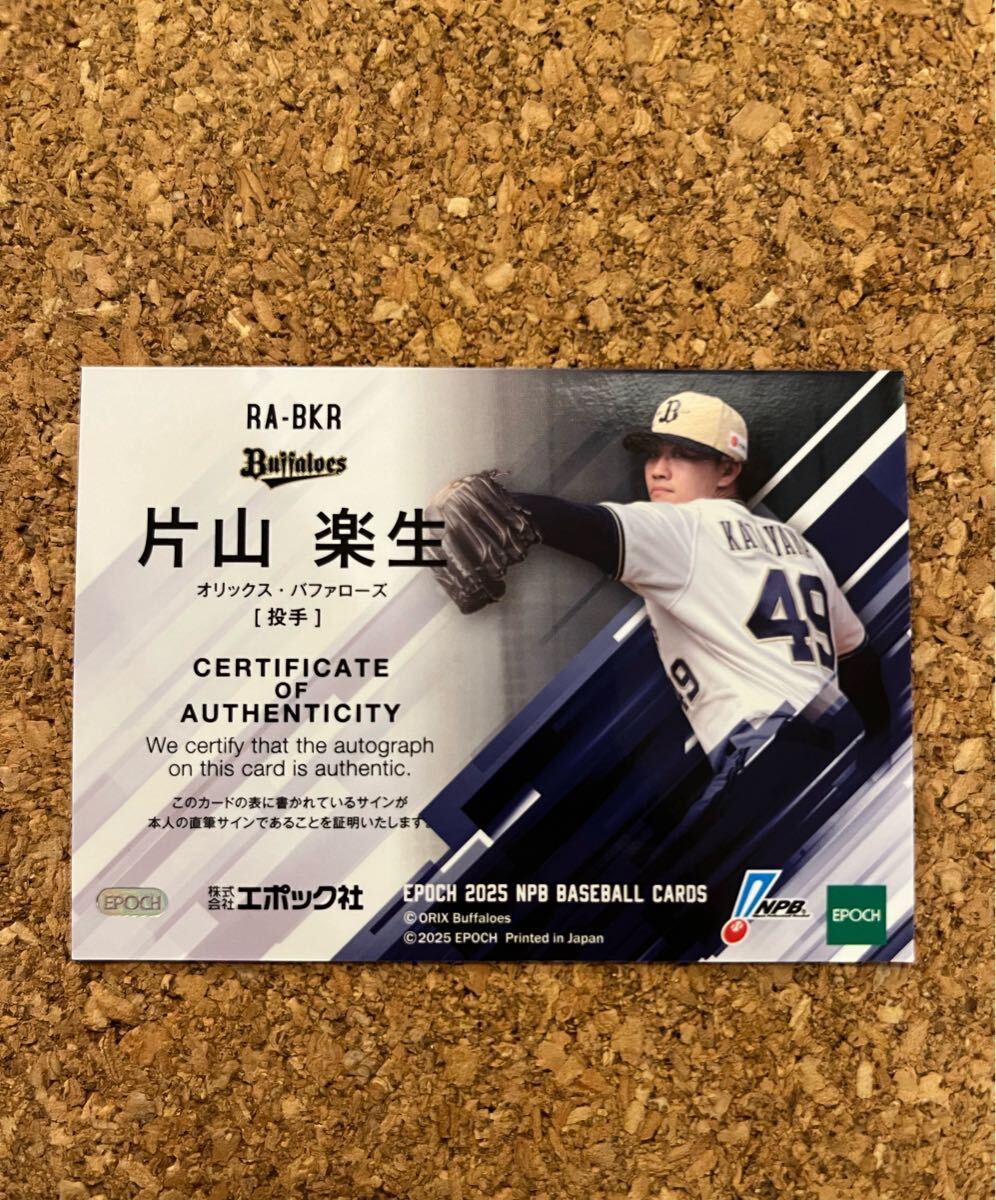 RA-BKR
Buffaloes
片山 楽生
オリックス・バファローズ
[ 投手 ]
CERTIFICATE
OF
AUTHENTICITY
We certify that the autograph
on this card is authentic.
このカードの表に書かれているサインが
本人の直筆サインであることを証明いたします。
EPOCH
株式会社 エポック社
EPOCH 2025 NPB BASEBALL CARDS
©ORIX Buffaloes
©2025 EPOCH Printed in Japan
NPB
EPOCH
B
49
9